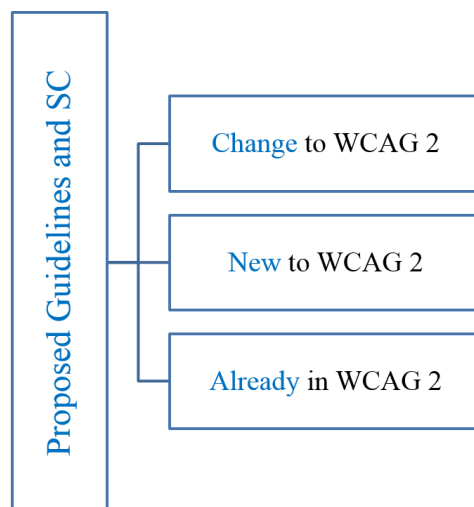 Proposed Guidelines and SC
Change to WCAG 2
New to WCAG 2
Already in WCAG 2